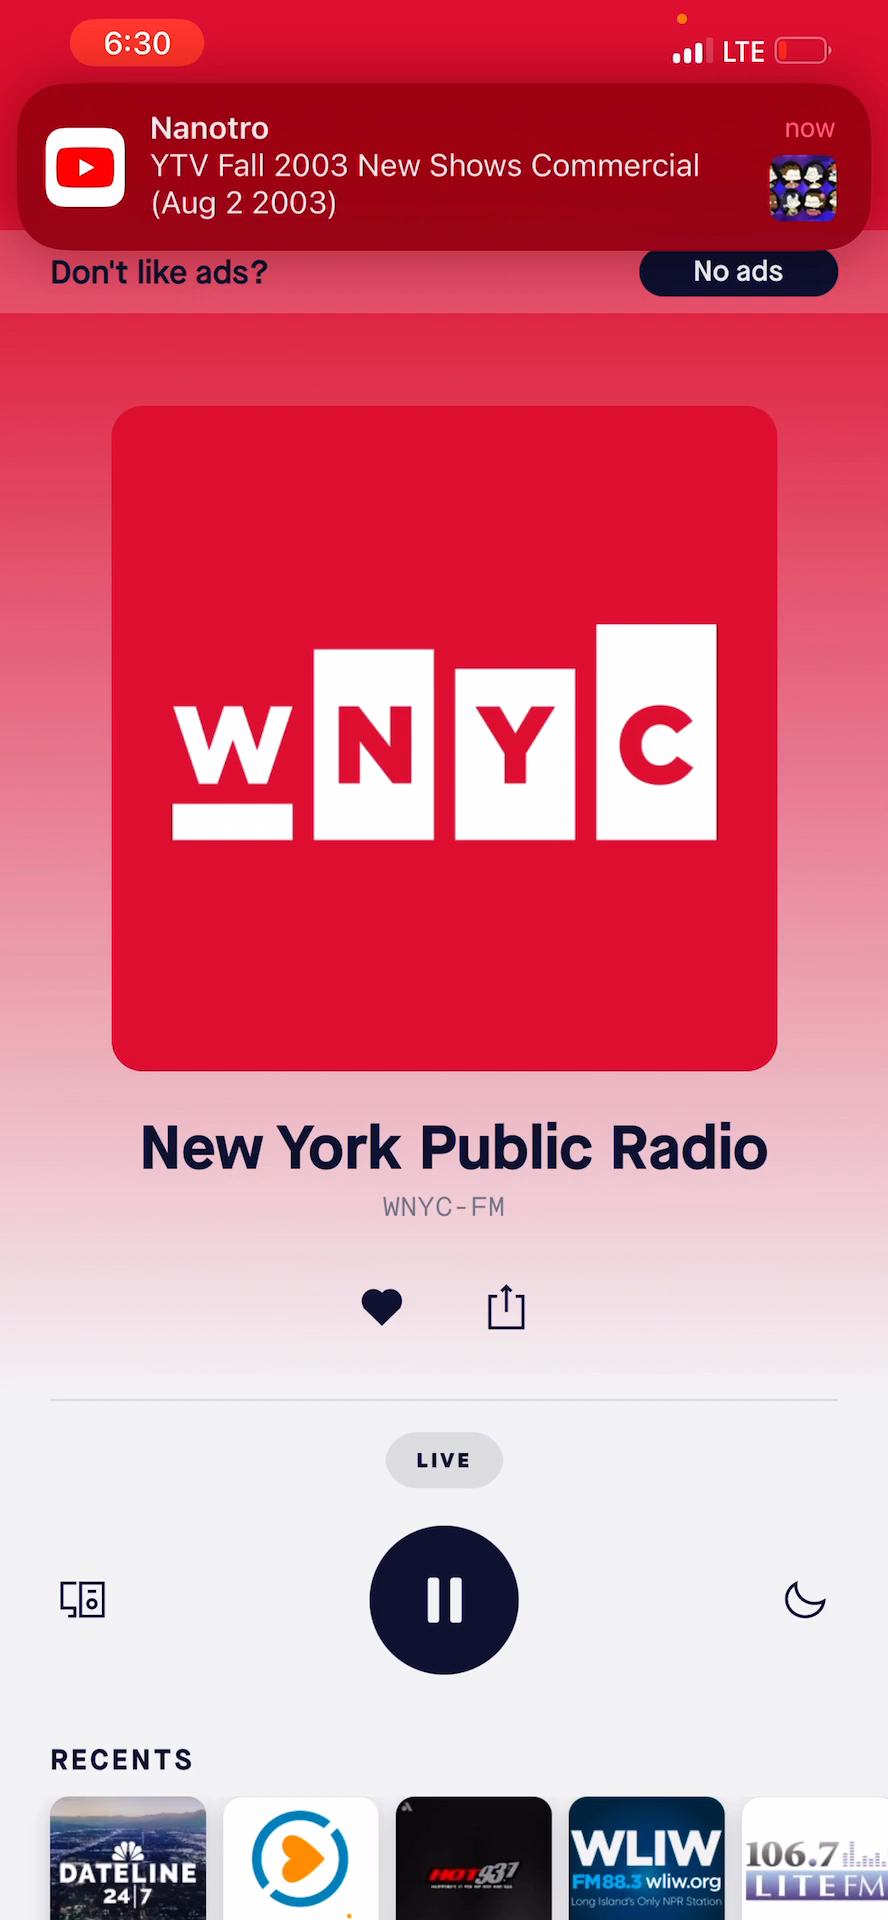 6:30
LTE
Nanotro
now
YTV Fall 2003 New Shows Commercial
(Aug 2 2003)
Don't like ads?
No ads
WNYC
New York Public Radio
WNYC-FM
LIVE
RECENTS
DATELINE
24|7
HOT 93.7
WLIW
FM88.3 wliw.org
Long Island's Only NPR Station
106.7
LITE FM